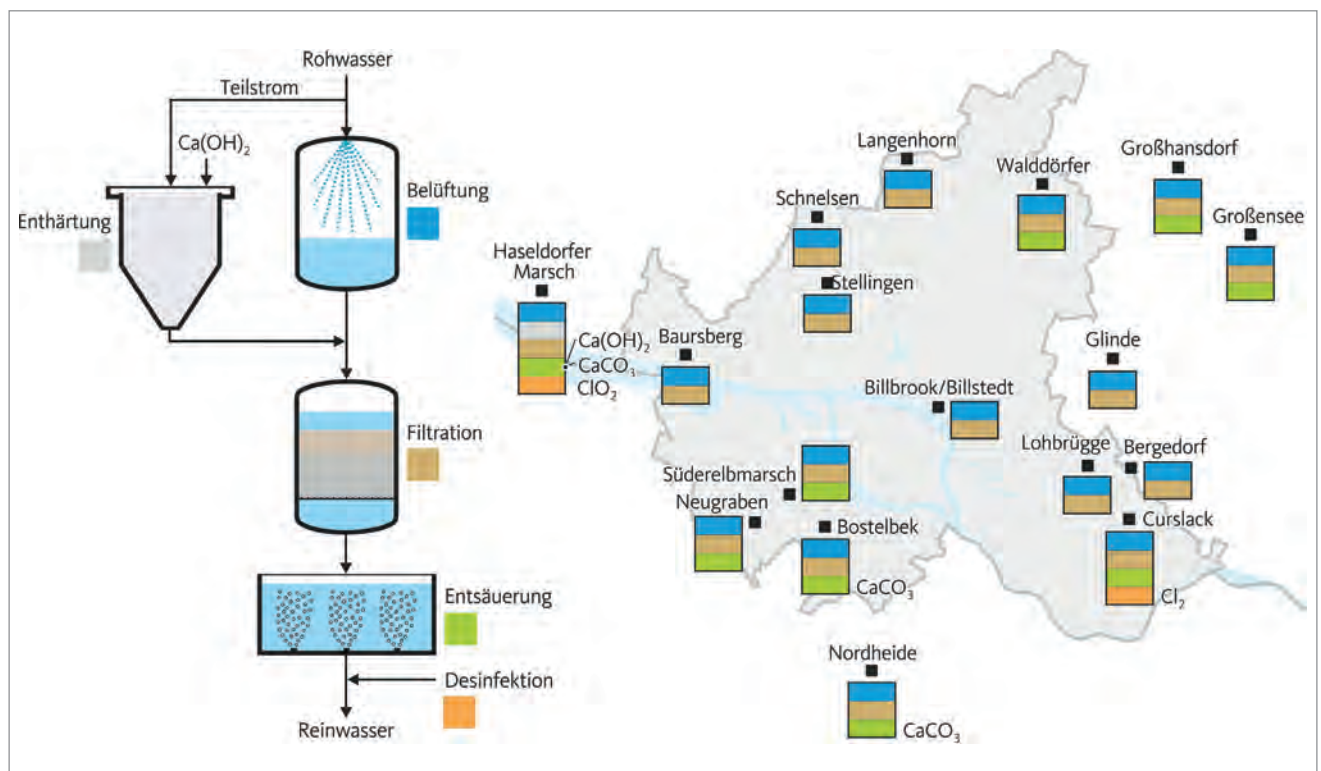 Rohwasser
Teilstrom
Ca(OH)₂
Belüftung
Enthärtung
Filtration
Entsäuerung
Desinfektion
Reinwasser
Langenhorn
Schnelsen
Stellingen
Walddörfer
Großhansdorf
Großensee
Haseldorfer
Marsch
Ca(OH)₂
CaCO₃
ClO₂
Baursberg
Glinde
Billbrook/Billstedt
Lohbrügge
Bergedorf
Süderelbmarsch
Neugraben
Bostelbek
CaCO₃
Curslack
Cl₂
Nordheide
CaCO₃